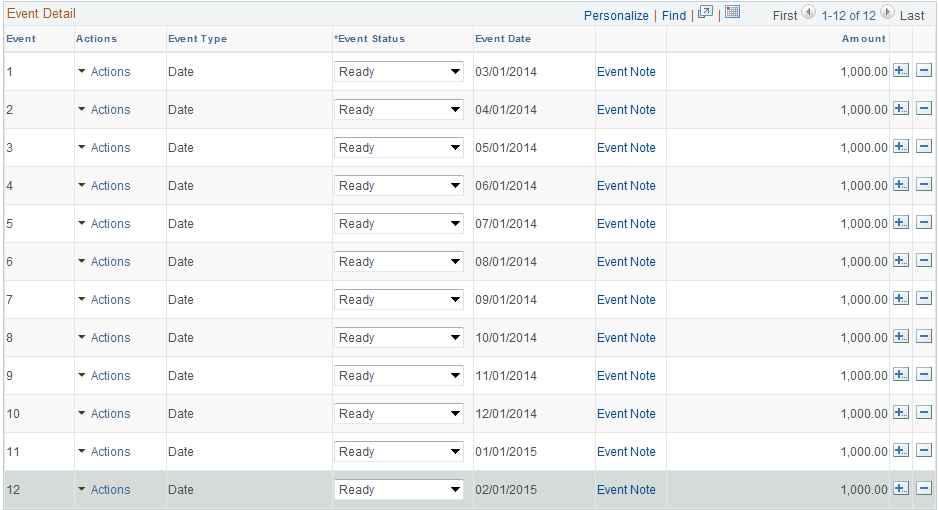 Event Detail Personalize | Find | | First 1-12 of 12 Last
Event Actions Event Type *Event Status Event Date Amount
1 Actions Date Ready 03/01/2014 Event Note 1,000.00
2 Actions Date Ready 04/01/2014 Event Note 1,000.00
3 Actions Date Ready 05/01/2014 Event Note 1,000.00
4 Actions Date Ready 06/01/2014 Event Note 1,000.00
5 Actions Date Ready 07/01/2014 Event Note 1,000.00
6 Actions Date Ready 08/01/2014 Event Note 1,000.00
7 Actions Date Ready 09/01/2014 Event Note 1,000.00
8 Actions Date Ready 10/01/2014 Event Note 1,000.00
9 Actions Date Ready 11/01/2014 Event Note 1,000.00
10 Actions Date Ready 12/01/2014 Event Note 1,000.00
11 Actions Date Ready 01/01/2015 Event Note 1,000.00
12 Actions Date Ready 02/01/2015 Event Note 1,000.00